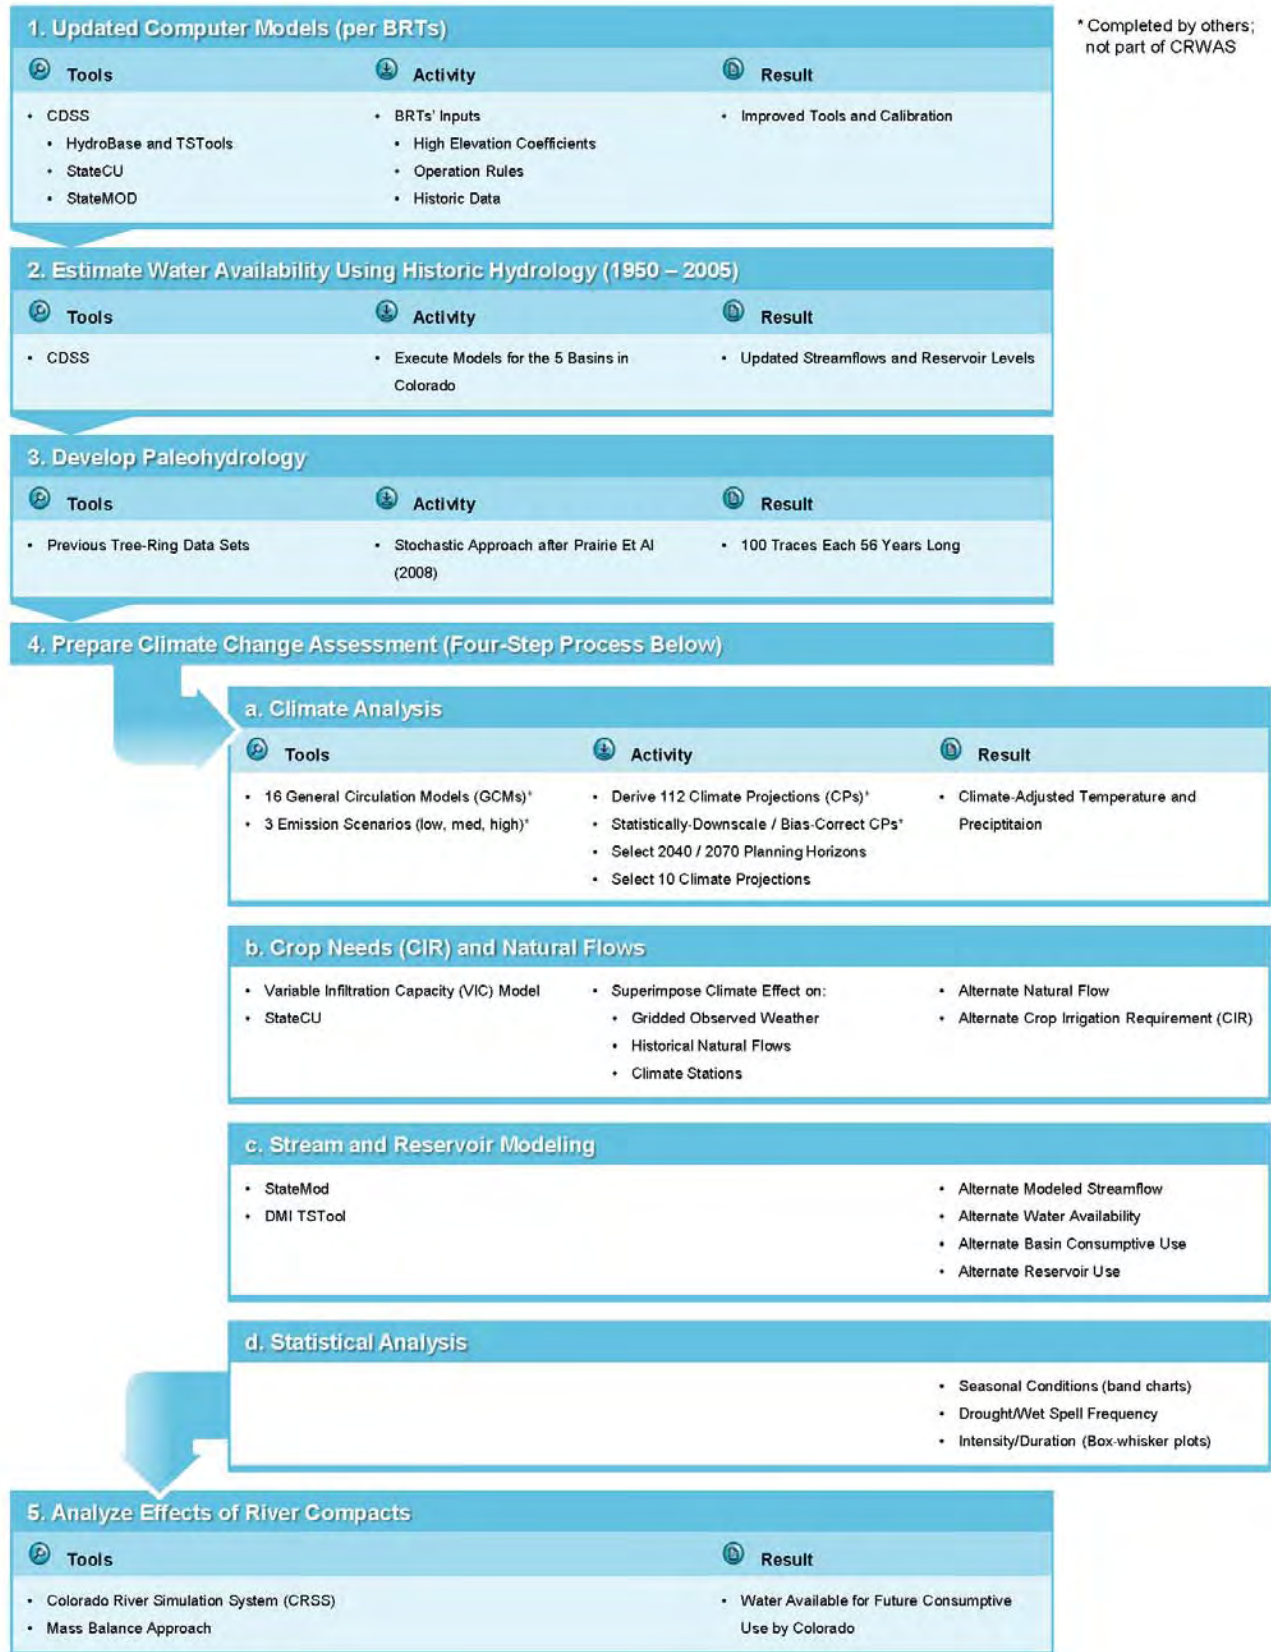 1. Updated Computer Models (per BRTs)
* Completed by others;
not part of CRWAS
Tools
Activity
Result
• CDSS
• HydroBase and TSTools
• StateCU
• StateMOD
• BRTs' Inputs
• High Elevation Coefficients
• Operation Rules
• Historic Data
• Improved Tools and Calibration
2. Estimate Water Availability Using Historic Hydrology (1950 – 2005)
Tools
Activity
Result
• CDSS
• Execute Models for the 5 Basins in
Colorado
• Updated Streamflows and Reservoir Levels
3. Develop Paleohydrology
Tools
Activity
Result
• Previous Tree-Ring Data Sets
• Stochastic Approach after Prairie Et Al
(2008)
• 100 Traces Each 56 Years Long
4. Prepare Climate Change Assessment (Four-Step Process Below)
a. Climate Analysis
Tools
Activity
Result
• 16 General Circulation Models (GCMs)*
• 3 Emission Scenarios (low, med, high)*
• Derive 112 Climate Projections (CPs)*
• Statistically-Downscale / Bias-Correct CPs*
• Select 2040 / 2070 Planning Horizons
• Select 10 Climate Projections
• Climate-Adjusted Temperature and
Preciptitaion
b. Crop Needs (CIR) and Natural Flows
• Variable Infiltration Capacity (VIC) Model
• StateCU
• Superimpose Climate Effect on:
• Gridded Observed Weather
• Historical Natural Flows
• Climate Stations
• Alternate Natural Flow
• Alternate Crop Irrigation Requirement (CIR)
c. Stream and Reservoir Modeling
• StateMod
• DMI TSTool
• Alternate Modeled Streamflow
• Alternate Water Availability
• Alternate Basin Consumptive Use
• Alternate Reservoir Use
d. Statistical Analysis
• Seasonal Conditions (band charts)
• Drought/Wet Spell Frequency
• Intensity/Duration (Box-whisker plots)
5. Analyze Effects of River Compacts
Tools
Result
• Colorado River Simulation System (CRSS)
• Mass Balance Approach
• Water Available for Future Consumptive
Use by Colorado